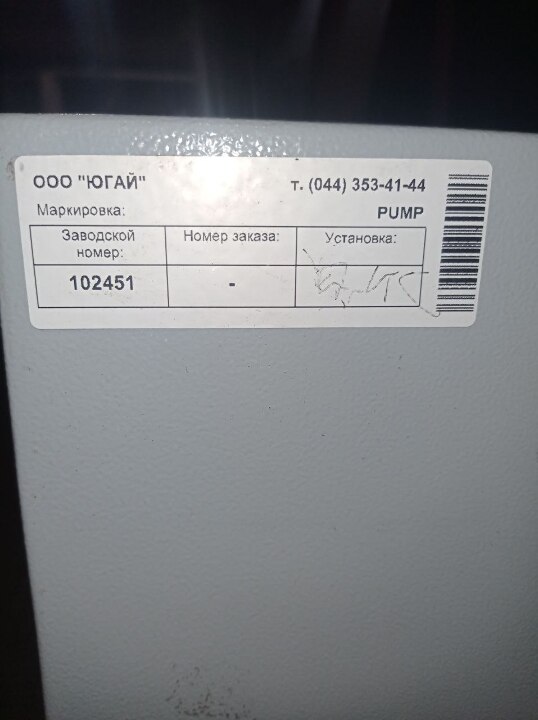 ООО "ЮГАЙ" т. (044) 353-41-44
Маркировка: PUMP
Заводской номер: Номер заказа: Установка:
102451 -